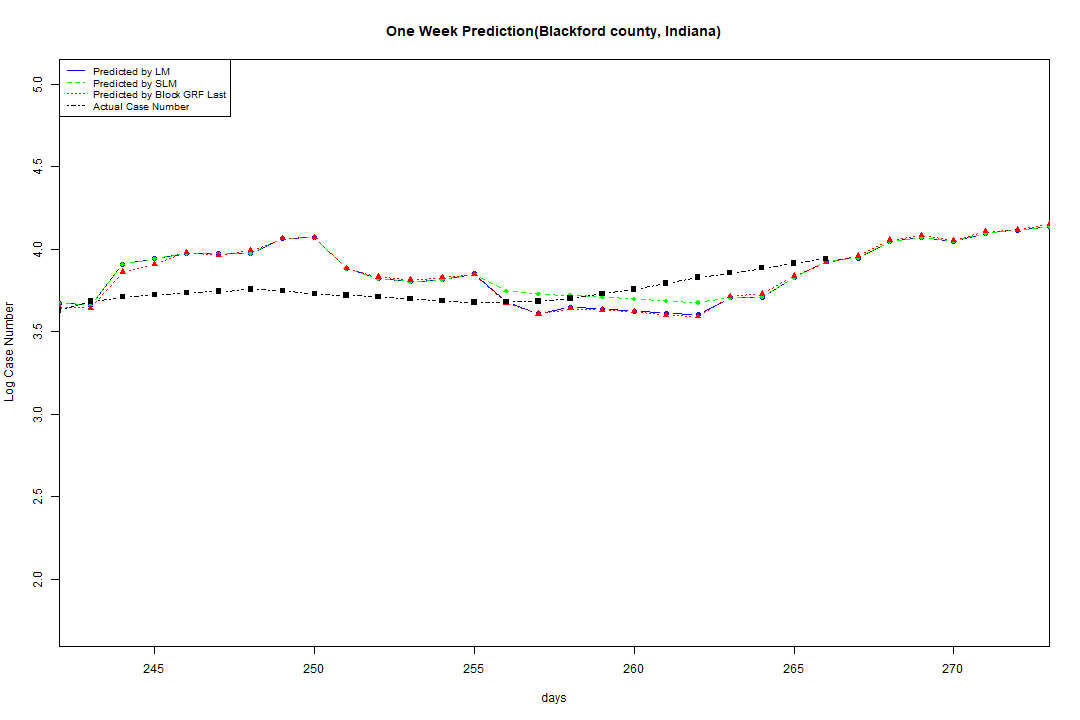 One Week Prediction(Blackford county, Indiana)
Predicted by LM
Predicted by SLM
Predicted by Block GRF Last
Actual Case Number
5.0
4.5
4.0
3.5
3.0
2.5
2.0
Log Case Number
245 250 255 260 265 270
days